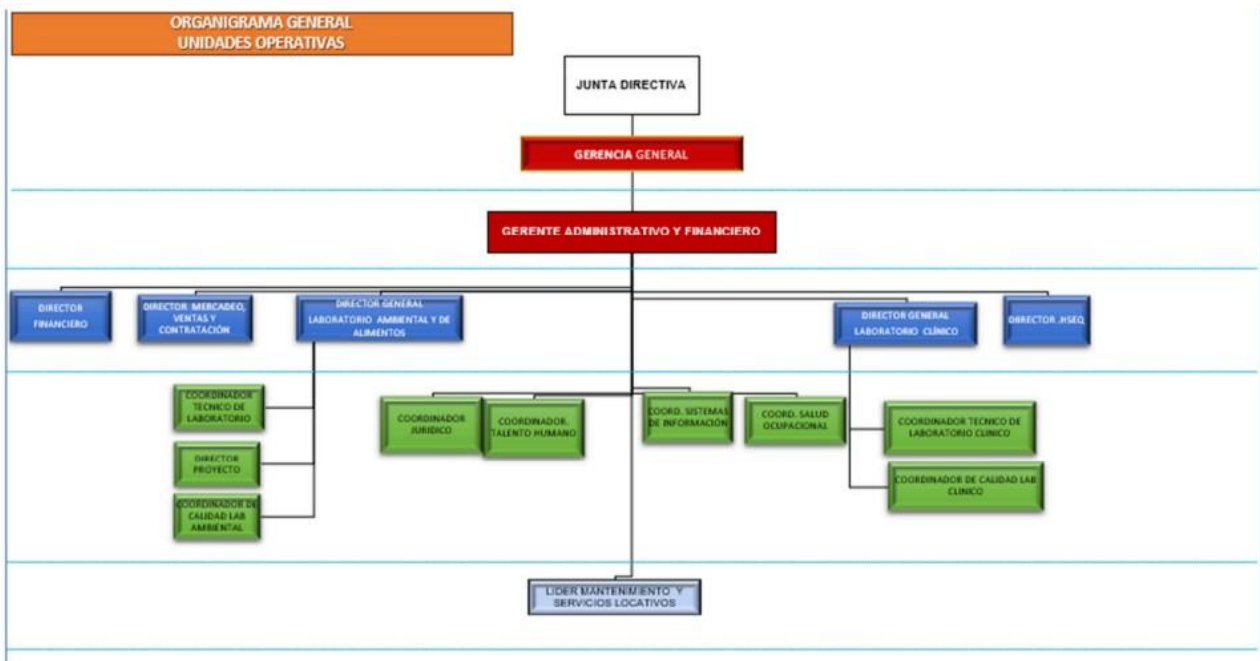 ORGANIGRAMA GENERAL
UNIDADES OPERATIVAS
JUNTA DIRECTIVA
GERENCIA GENERAL
GERENTE ADMINISTRATIVO Y FINANCIERO
DIRECTOR
FINANCIERO
DIRECTOR MERCADEO,
VENTAS Y
CONTRATACIÓN
DIRECTOR GENERAL
LABORATORIO AMBIENTAL Y DE
ALIMENTOS
DIRECTOR GENERAL
LABORATORIO CLÍNICO
DIRECTOR .HSEQ
COORDINADOR
TECNICO DE
LABORATORIO
DIRECTOR
PROYECTO
COORDINADOR DE
CALIDAD LAB
AMBIENTAL
COORDINADOR
JURIDICO
COORDINADOR.
TALENTO HUMANO
COORD. SISTEMAS
DE INFORMACIÓN
COORD. SALUD
OCUPACIONAL
COORDINADOR TECNICO DE
LABORATORIO CLINICO
COORDINADOR DE CALIDAD LAB
CLINICO
LIDER MANTENIMIENTO Y
SERVICIOS LOCATIVOS